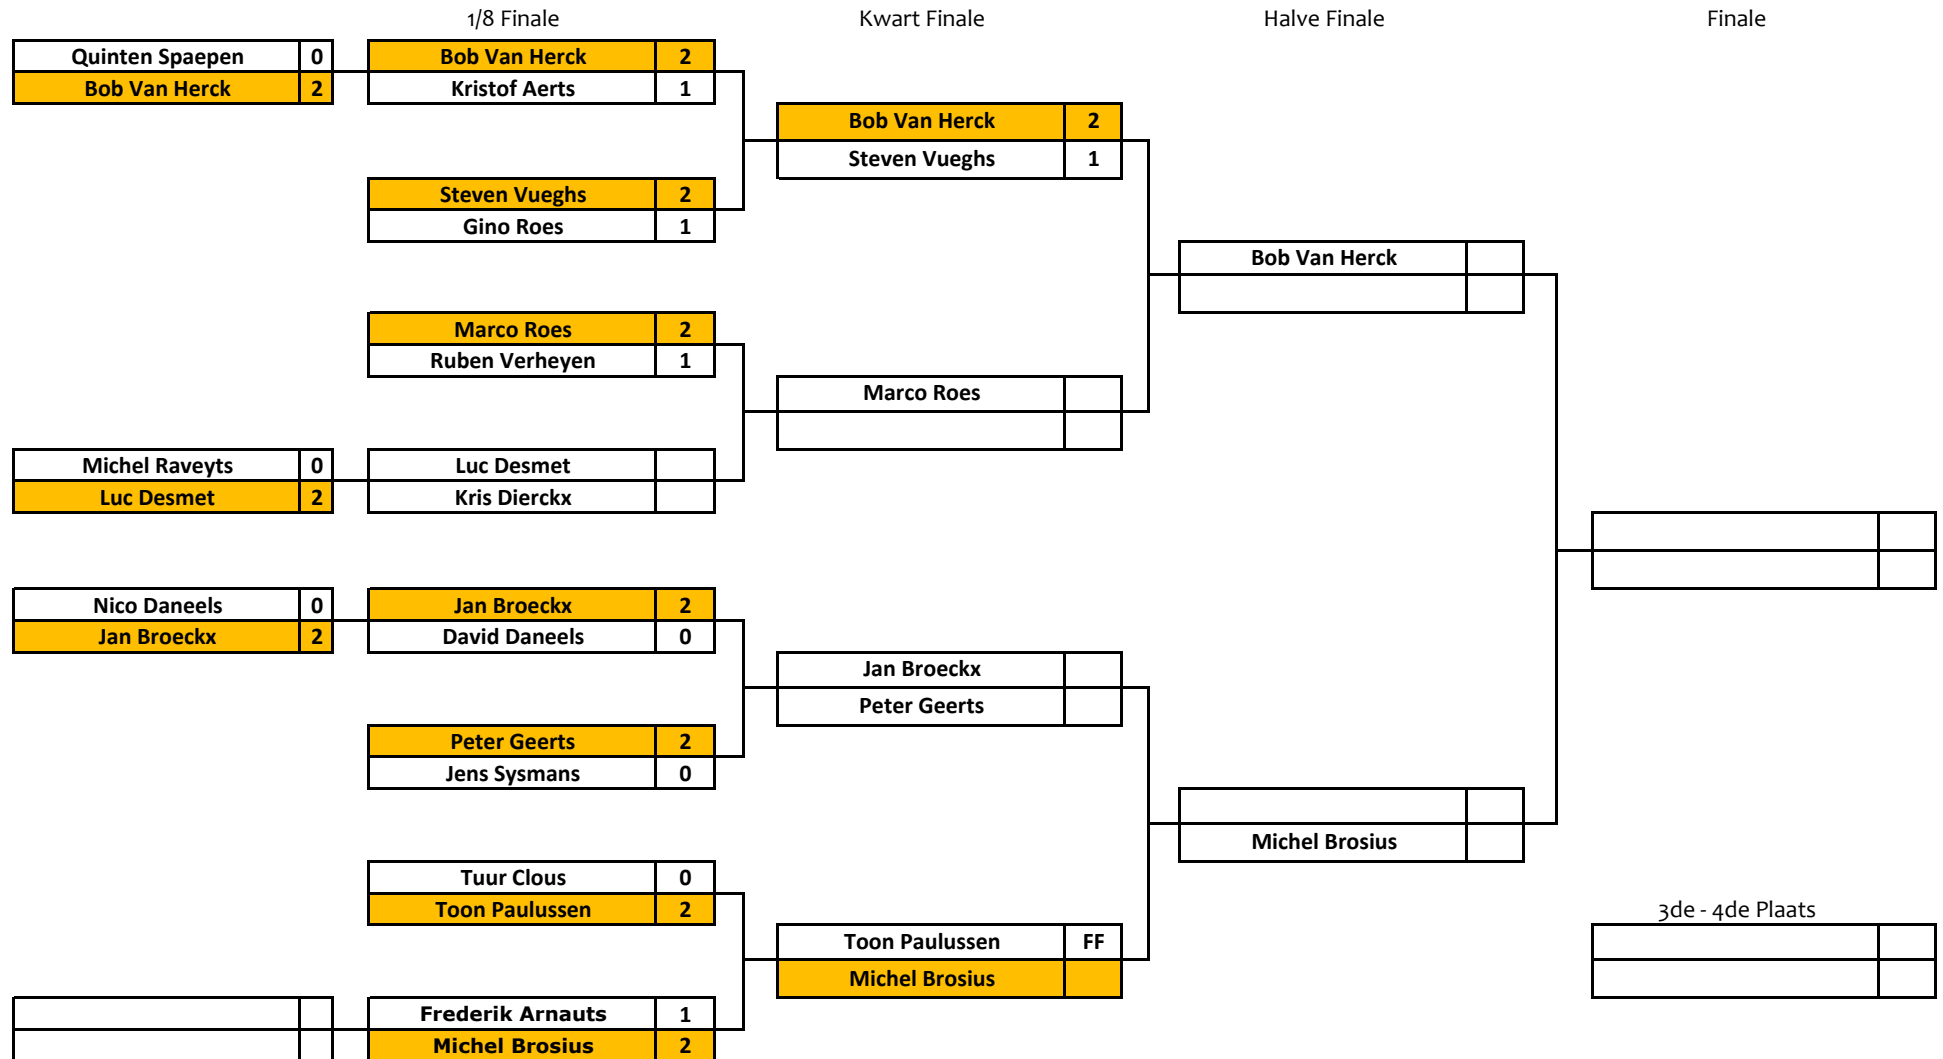 1/8 Finale
Kwart Finale
Halve Finale
Finale
Quinten Spaepen 0
Bob Van Herck 2
Bob Van Herck 2
Kristof Aerts 1
Bob Van Herck 2
Steven Vueghs 1
Steven Vueghs 2
Gino Roes 1
Bob Van Herck
Marco Roes 2
Ruben Verheyen 1
Marco Roes
Michel Raveyts 0
Luc Desmet 2
Luc Desmet
Kris Dierckx
Nico Daneels 0
Jan Broeckx 2
Jan Broeckx 2
David Daneels 0
Jan Broeckx
Peter Geerts
Peter Geerts 2
Jens Sysmans 0
Michel Brosius
Tuur Clous 0
Toon Paulussen 2
3de - 4de Plaats
Toon Paulussen FF
Michel Brosius
Frederik Arnauts 1
Michel Brosius 2